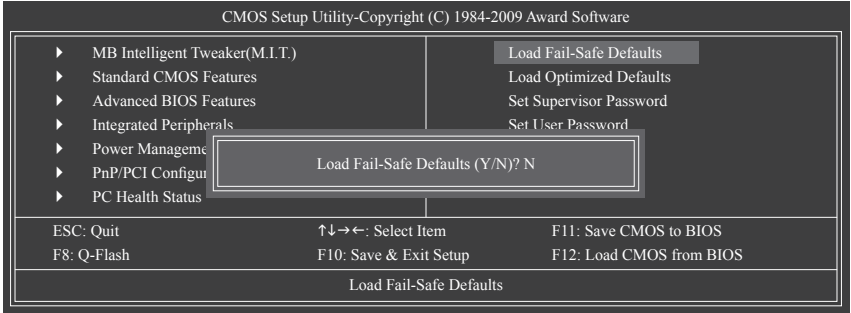 CMOS Setup Utility-Copyright (C) 1984-2009 Award Software
MB Intelligent Tweaker(M.I.T.)
Standard CMOS Features
Advanced BIOS Features
Integrated Peripherals
Power Manageme
PnP/PCI Configur
PC Health Status
Load Fail-Safe Defaults
Load Optimized Defaults
Set Supervisor Password
Set User Password
Load Fail-Safe Defaults (Y/N)? N
ESC: Quit ↑↓→←: Select Item F11: Save CMOS to BIOS
F8: Q-Flash F10: Save & Exit Setup F12: Load CMOS from BIOS
Load Fail-Safe Defaults